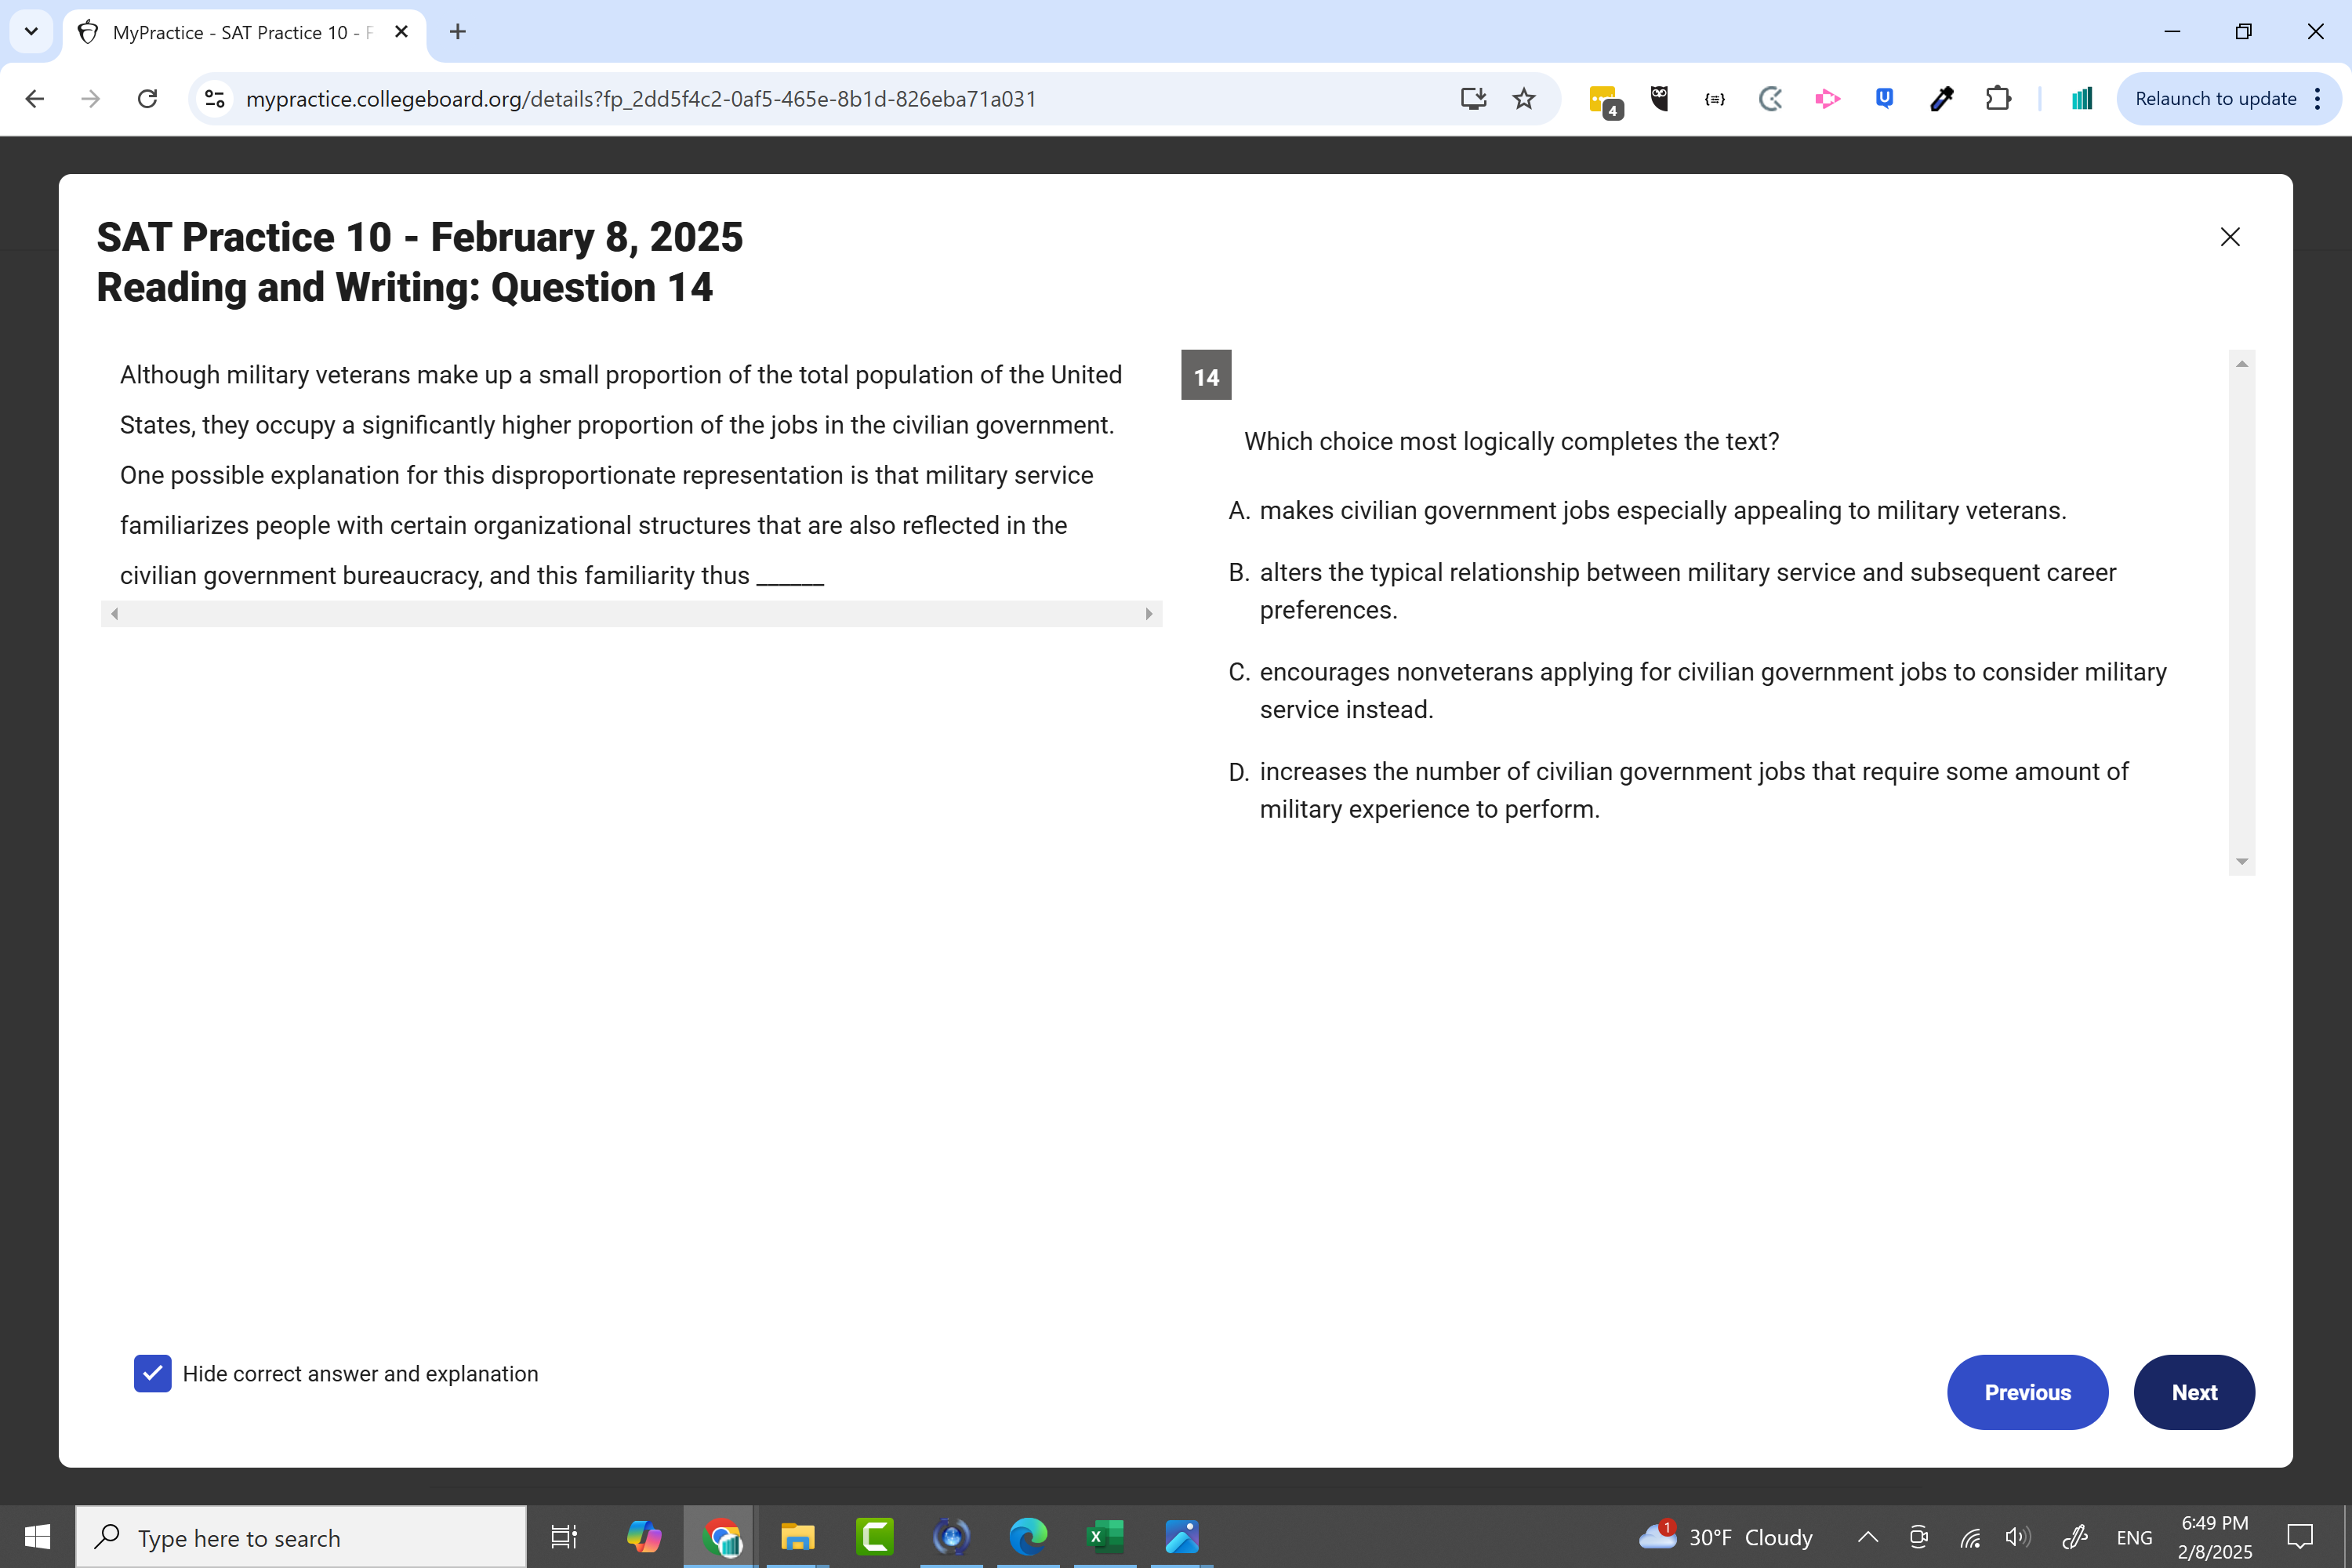 MyPractice - SAT Practice 10 - F
mypractice.collegeboard.org/details?fp_2dd5f4c2-0af5-465e-8b1d-826eba71a031
4
Relaunch to update
SAT Practice 10 - February 8, 2025
Reading and Writing: Question 14
Although military veterans make up a small proportion of the total population of the United
States, they occupy a significantly higher proportion of the jobs in the civilian government.
One possible explanation for this disproportionate representation is that military service
familiarizes people with certain organizational structures that are also reflected in the
civilian government bureaucracy, and this familiarity thus ______
14
Which choice most logically completes the text?
A. makes civilian government jobs especially appealing to military veterans.
B. alters the typical relationship between military service and subsequent career
preferences.
C. encourages nonveterans applying for civilian government jobs to consider military
service instead.
D. increases the number of civilian government jobs that require some amount of
military experience to perform.
Hide correct answer and explanation
Previous
Next
Type here to search
1
30°F Cloudy
ENG
6:49 PM
2/8/2025